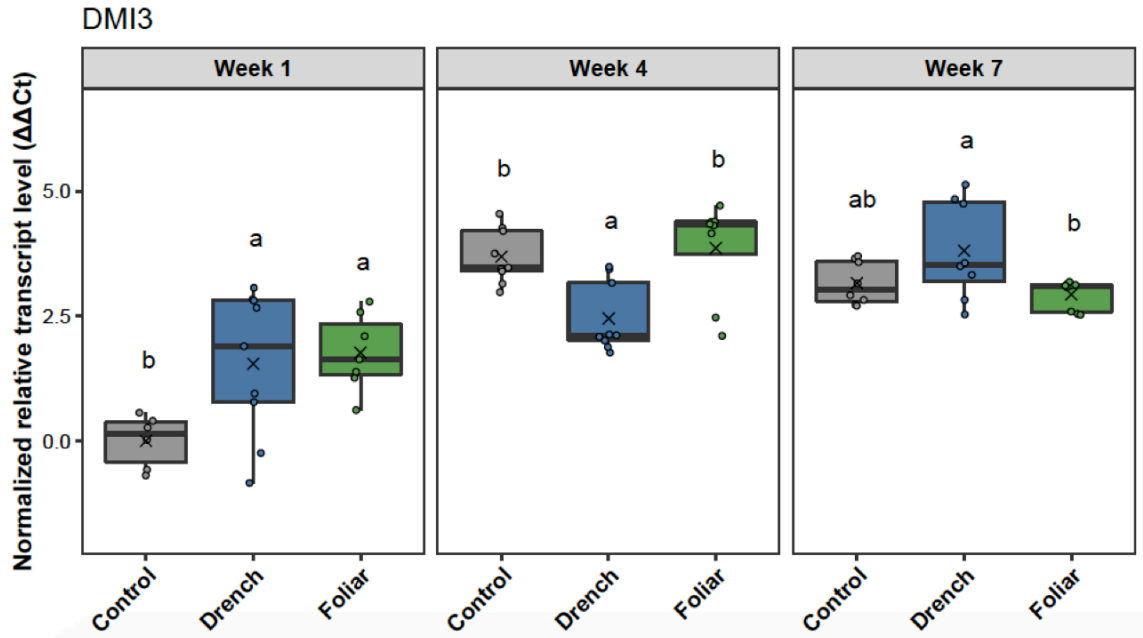 DMI3
Week 1 Week 4 Week 7
Normalized relative transcript level (ΔΔCt)
5.0
2.5
0.0
b a a
b a b
ab a b
Control Drench Foliar Control Drench Foliar Control Drench Foliar